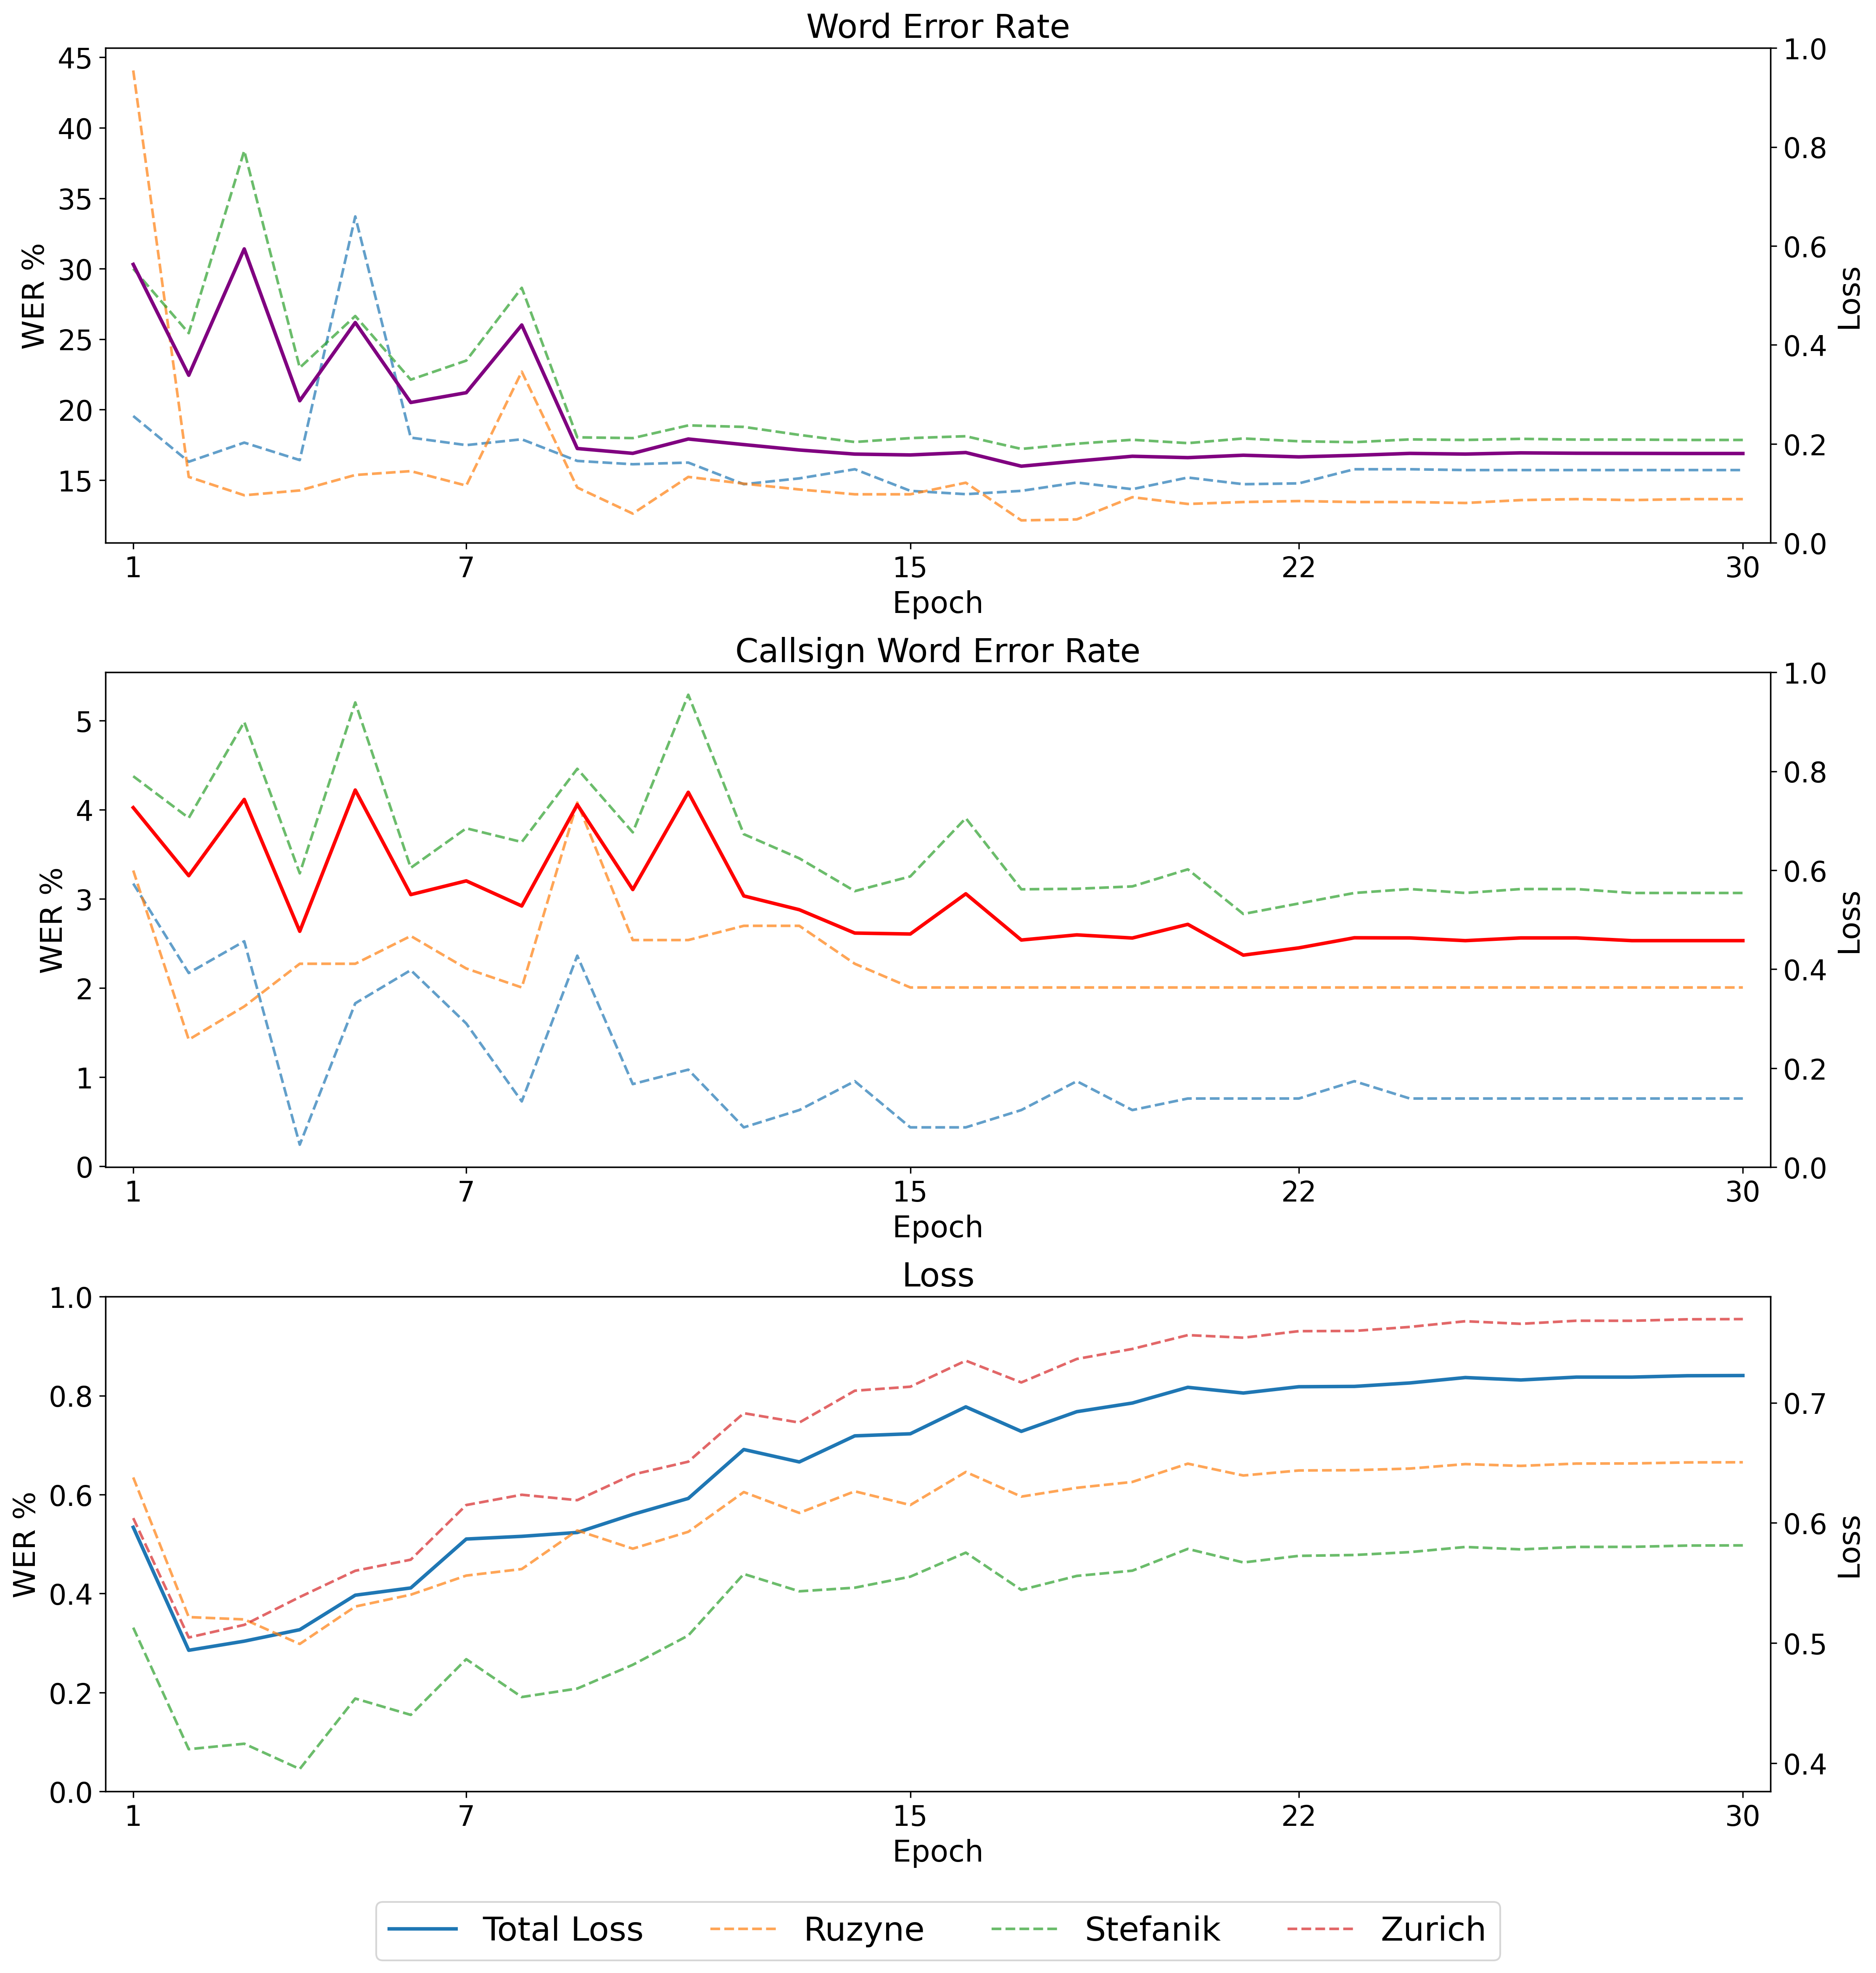 Word Error Rate
45
40
35
30
25
20
15
WER %
1.0
0.8
0.6
0.4
0.2
0.0
Loss
1 7 15 22 30
Epoch
Callsign Word Error Rate
5
4
3
2
1
0
WER %
1.0
0.8
0.6
0.4
0.2
0.0
Loss
1 7 15 22 30
Epoch
Loss
1.0
0.8
0.6
0.4
0.2
0.0
WER %
0.7
0.6
0.5
0.4
Loss
1 7 15 22 30
Epoch
Total Loss Ruzyne Stefanik Zurich